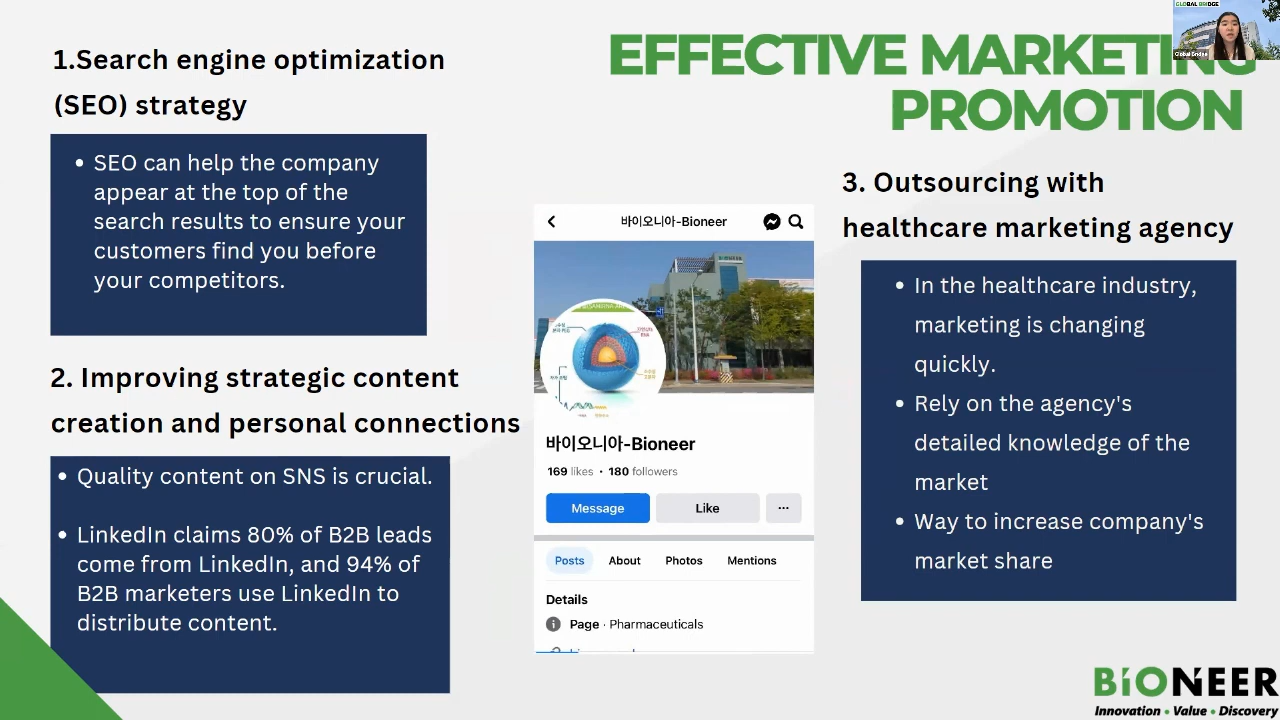 GLOBAL BRIDGE
EFFECTIVE MARKETING
PROMOTION
1.Search engine optimization
(SEO) strategy
• SEO can help the company
appear at the top of the
search results to ensure your
customers find you before
your competitors.
2. Improving strategic content
creation and personal connections
• Quality content on SNS is crucial.
• LinkedIn claims 80% of B2B leads
come from LinkedIn, and 94% of
B2B marketers use LinkedIn to
distribute content.
바이오니아-Bioneer
바이오니아-Bioneer
169 likes • 180 followers
Message
Like
...
Posts
About
Photos
Mentions
Details
Page · Pharmaceuticals
3. Outsourcing with
healthcare marketing agency
• In the healthcare industry,
marketing is changing
quickly.
• Rely on the agency's
detailed knowledge of the
market
• Way to increase company's
market share
BiONEER
Innovation • Value • Discovery